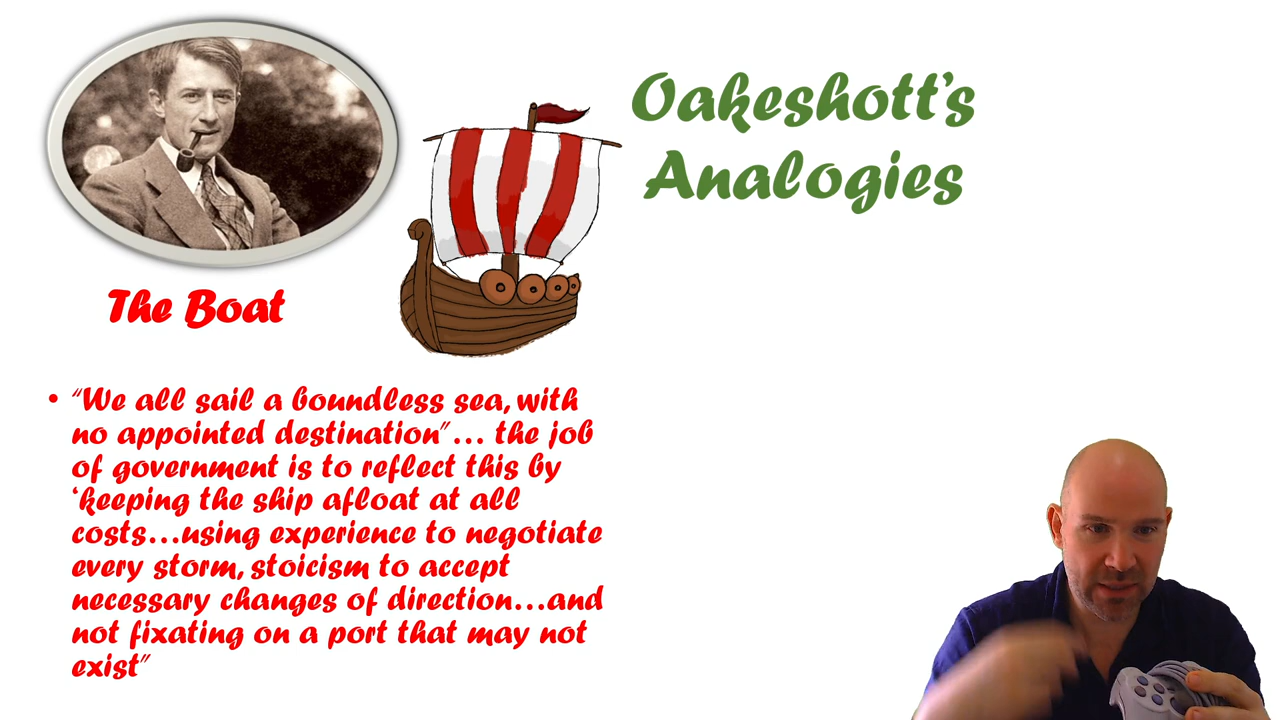 Oakeshott's
Analogies
The Boat
• "We all sail a boundless sea, with
no appointed destination"... the job
of government is to reflect this by
'keeping the ship afloat at all
costs...using experience to negotiate
every storm, stoicism to accept
necessary changes of direction...and
not fixating on a port that may not
exist"